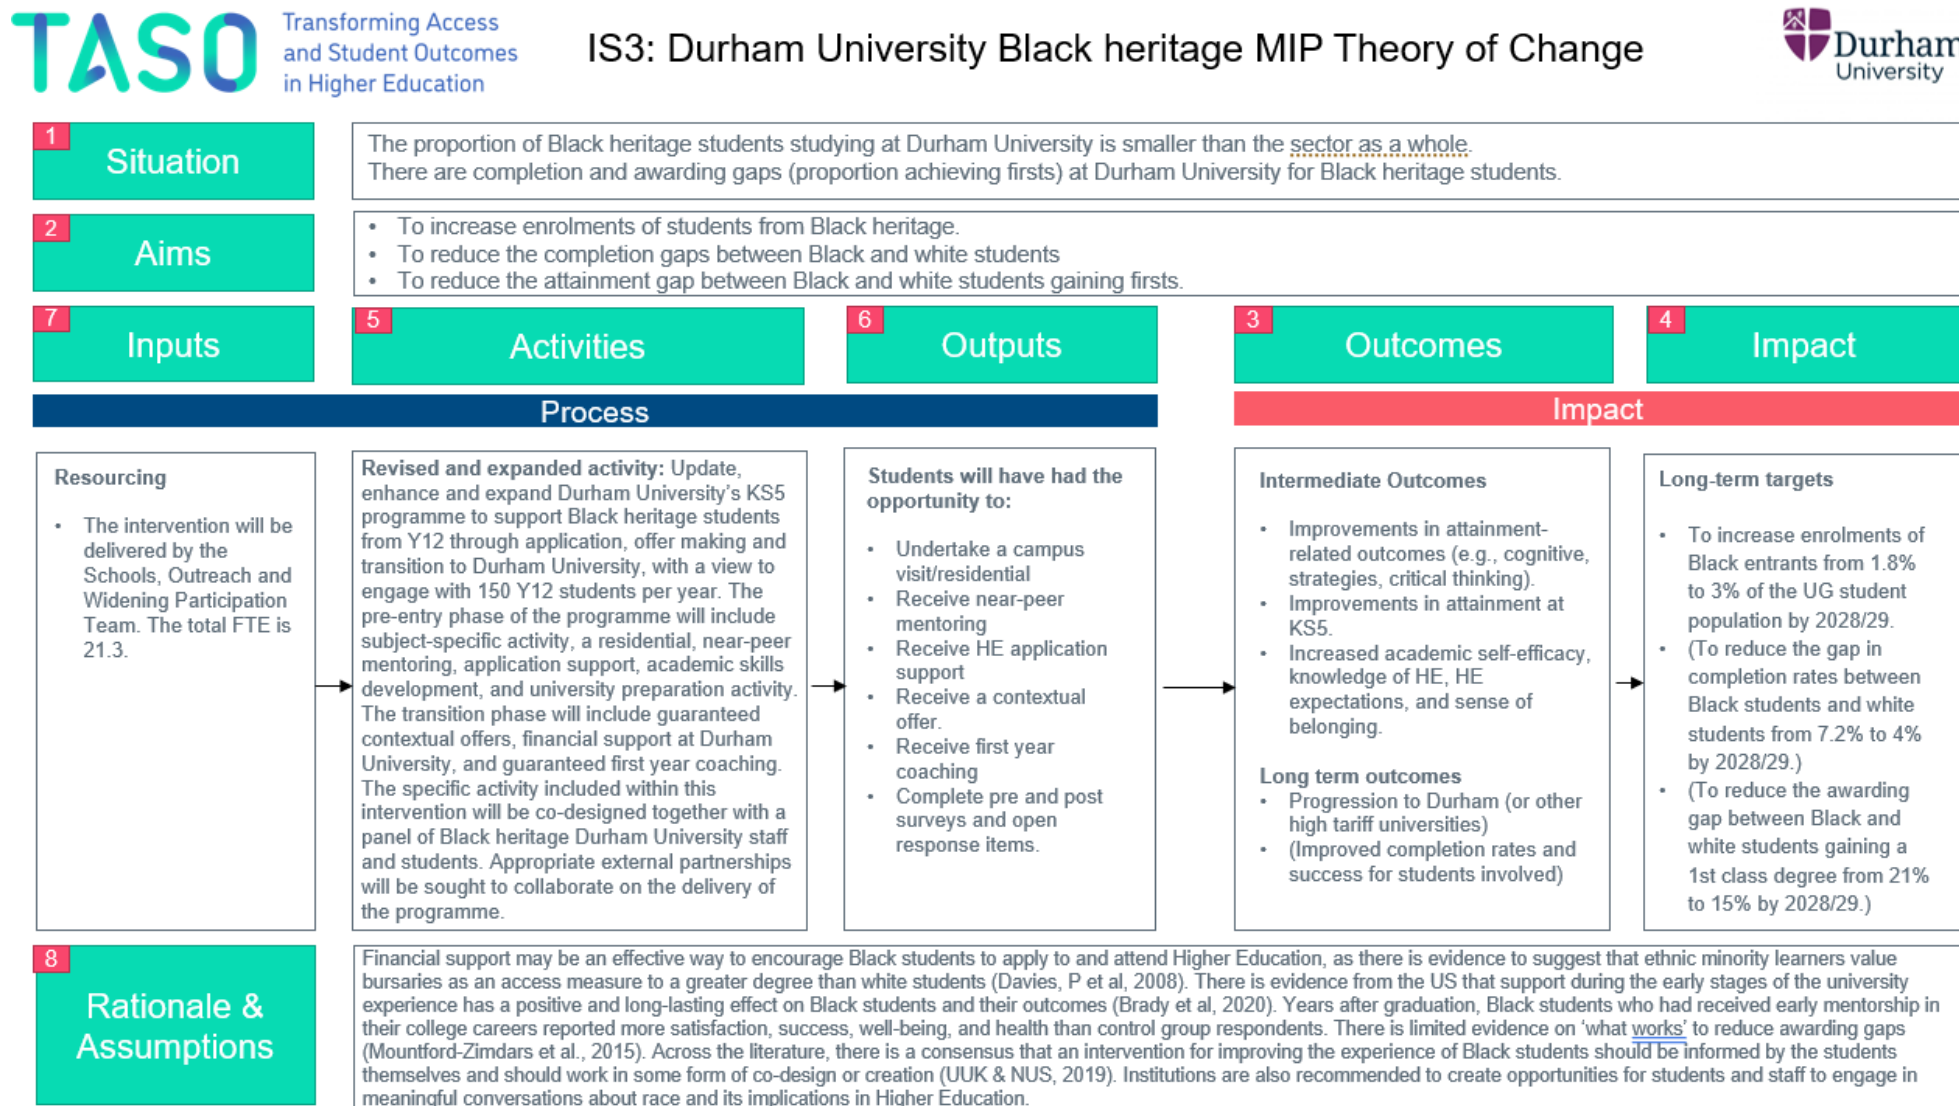 TASO
Transforming Access
and Student Outcomes
in Higher Education
IS3: Durham University Black heritage MIP Theory of Change
Durham
University
1
Situation
The proportion of Black heritage students studying at Durham University is smaller than the sector as a whole.
There are completion and awarding gaps (proportion achieving firsts) at Durham University for Black heritage students.
2
Aims
• To increase enrolments of students from Black heritage.
• To reduce the completion gaps between Black and white students
• To reduce the attainment gap between Black and white students gaining firsts.
7
Inputs
5
Activities
6
Outputs
3
Outcomes
4
Impact
Process
Impact
Resourcing
• The intervention will be
delivered by the
Schools, Outreach and
Widening Participation
Team. The total FTE is
21.3.
Revised and expanded activity: Update,
enhance and expand Durham University's KS5
programme to support Black heritage students
from Y12 through application, offer making and
transition to Durham University, with a view to
engage with 150 Y12 students per year. The
pre-entry phase of the programme will include
subject-specific activity, a residential, near-peer
mentoring, application support, academic skills
development, and university preparation activity.
The transition phase will include guaranteed
contextual offers, financial support at Durham
University, and guaranteed first year coaching.
The specific activity included within this
intervention will be co-designed together with a
panel of Black heritage Durham University staff
and students. Appropriate external partnerships
will be sought to collaborate on the delivery of
the programme.
Students will have had the
opportunity to:
• Undertake a campus
visit/residential
• Receive near-peer
mentoring
• Receive HE application
support
• Receive a contextual
offer.
• Receive first year
coaching
• Complete pre and post
surveys and open
response items.
Intermediate Outcomes
• Improvements in attainment-
related outcomes (e.g., cognitive,
strategies, critical thinking).
• Improvements in attainment at
KS5.
• Increased academic self-efficacy,
knowledge of HE, HE
expectations, and sense of
belonging.
Long term outcomes
• Progression to Durham (or other
high tariff universities)
• (Improved completion rates and
success for students involved)
Long-term targets
• To increase enrolments of
Black entrants from 1.8%
to 3% of the UG student
population by 2028/29.
• (To reduce the gap in
completion rates between
Black students and white
students from 7.2% to 4%
by 2028/29.)
• (To reduce the awarding
gap between Black and
white students gaining a
1st class degree from 21%
to 15% by 2028/29.)
8
Rationale &
Assumptions
Financial support may be an effective way to encourage Black students to apply to and attend Higher Education, as there is evidence to suggest that ethnic minority learners value
bursaries as an access measure to a greater degree than white students (Davies, P et al, 2008). There is evidence from the US that support during the early stages of the university
experience has a positive and long-lasting effect on Black students and their outcomes (Brady et al, 2020). Years after graduation, Black students who had received early mentorship in
their college careers reported more satisfaction, success, well-being, and health than control group respondents. There is limited evidence on 'what works' to reduce awarding gaps
(Mountford-Zimdars et al., 2015). Across the literature, there is a consensus that an intervention for improving the experience of Black students should be informed by the students
themselves and should work in some form of co-design or creation (UUK & NUS, 2019). Institutions are also recommended to create opportunities for students and staff to engage in
meaningful conversations about race and its implications in Higher Education.